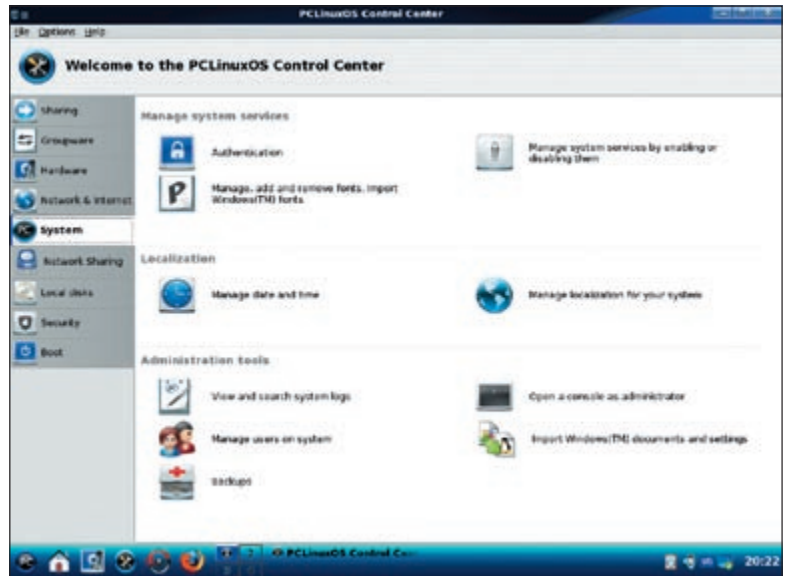 PCLinuxOS Control Center
File Options Help
Welcome to the PCLinuxOS Control Center
Sharing
Groupware
Hardware
Network & Internet
System
Network Sharing
Local disks
Security
Boot
Manage system services
Authentication
Manage system services by enabling or
disabling them
Manage, add and remove fonts. Import
Windows(TM) fonts
Localization
Manage date and time
Manage localization for your system
Administration tools
View and search system logs
Open a console as administrator
Manage users on system
Import Windows(TM) documents and settings
Backups
PCLinuxOS Control Cen
20:22